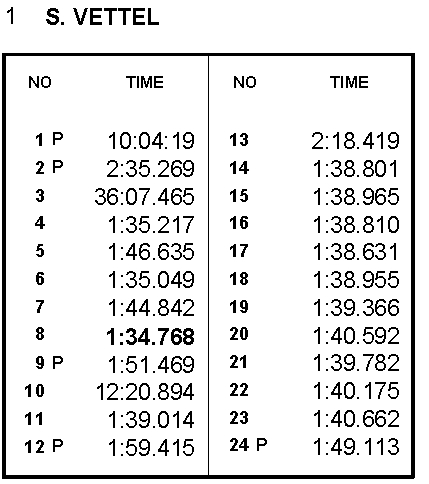 1 S. VETTEL
NO TIME
1 P 10:04:19
2 P 2:35.269
3 36:07.465
4 1:35.217
5 1:46.635
6 1:35.049
7 1:44.842
8 1:34.768
9 P 1:51.469
10 12:20.894
11 1:39.014
12 P 1:59.415
NO TIME
13 2:18.419
14 1:38.801
15 1:38.965
16 1:38.810
17 1:38.631
18 1:38.955
19 1:39.366
20 1:40.592
21 1:39.782
22 1:40.175
23 1:40.662
24 P 1:49.113